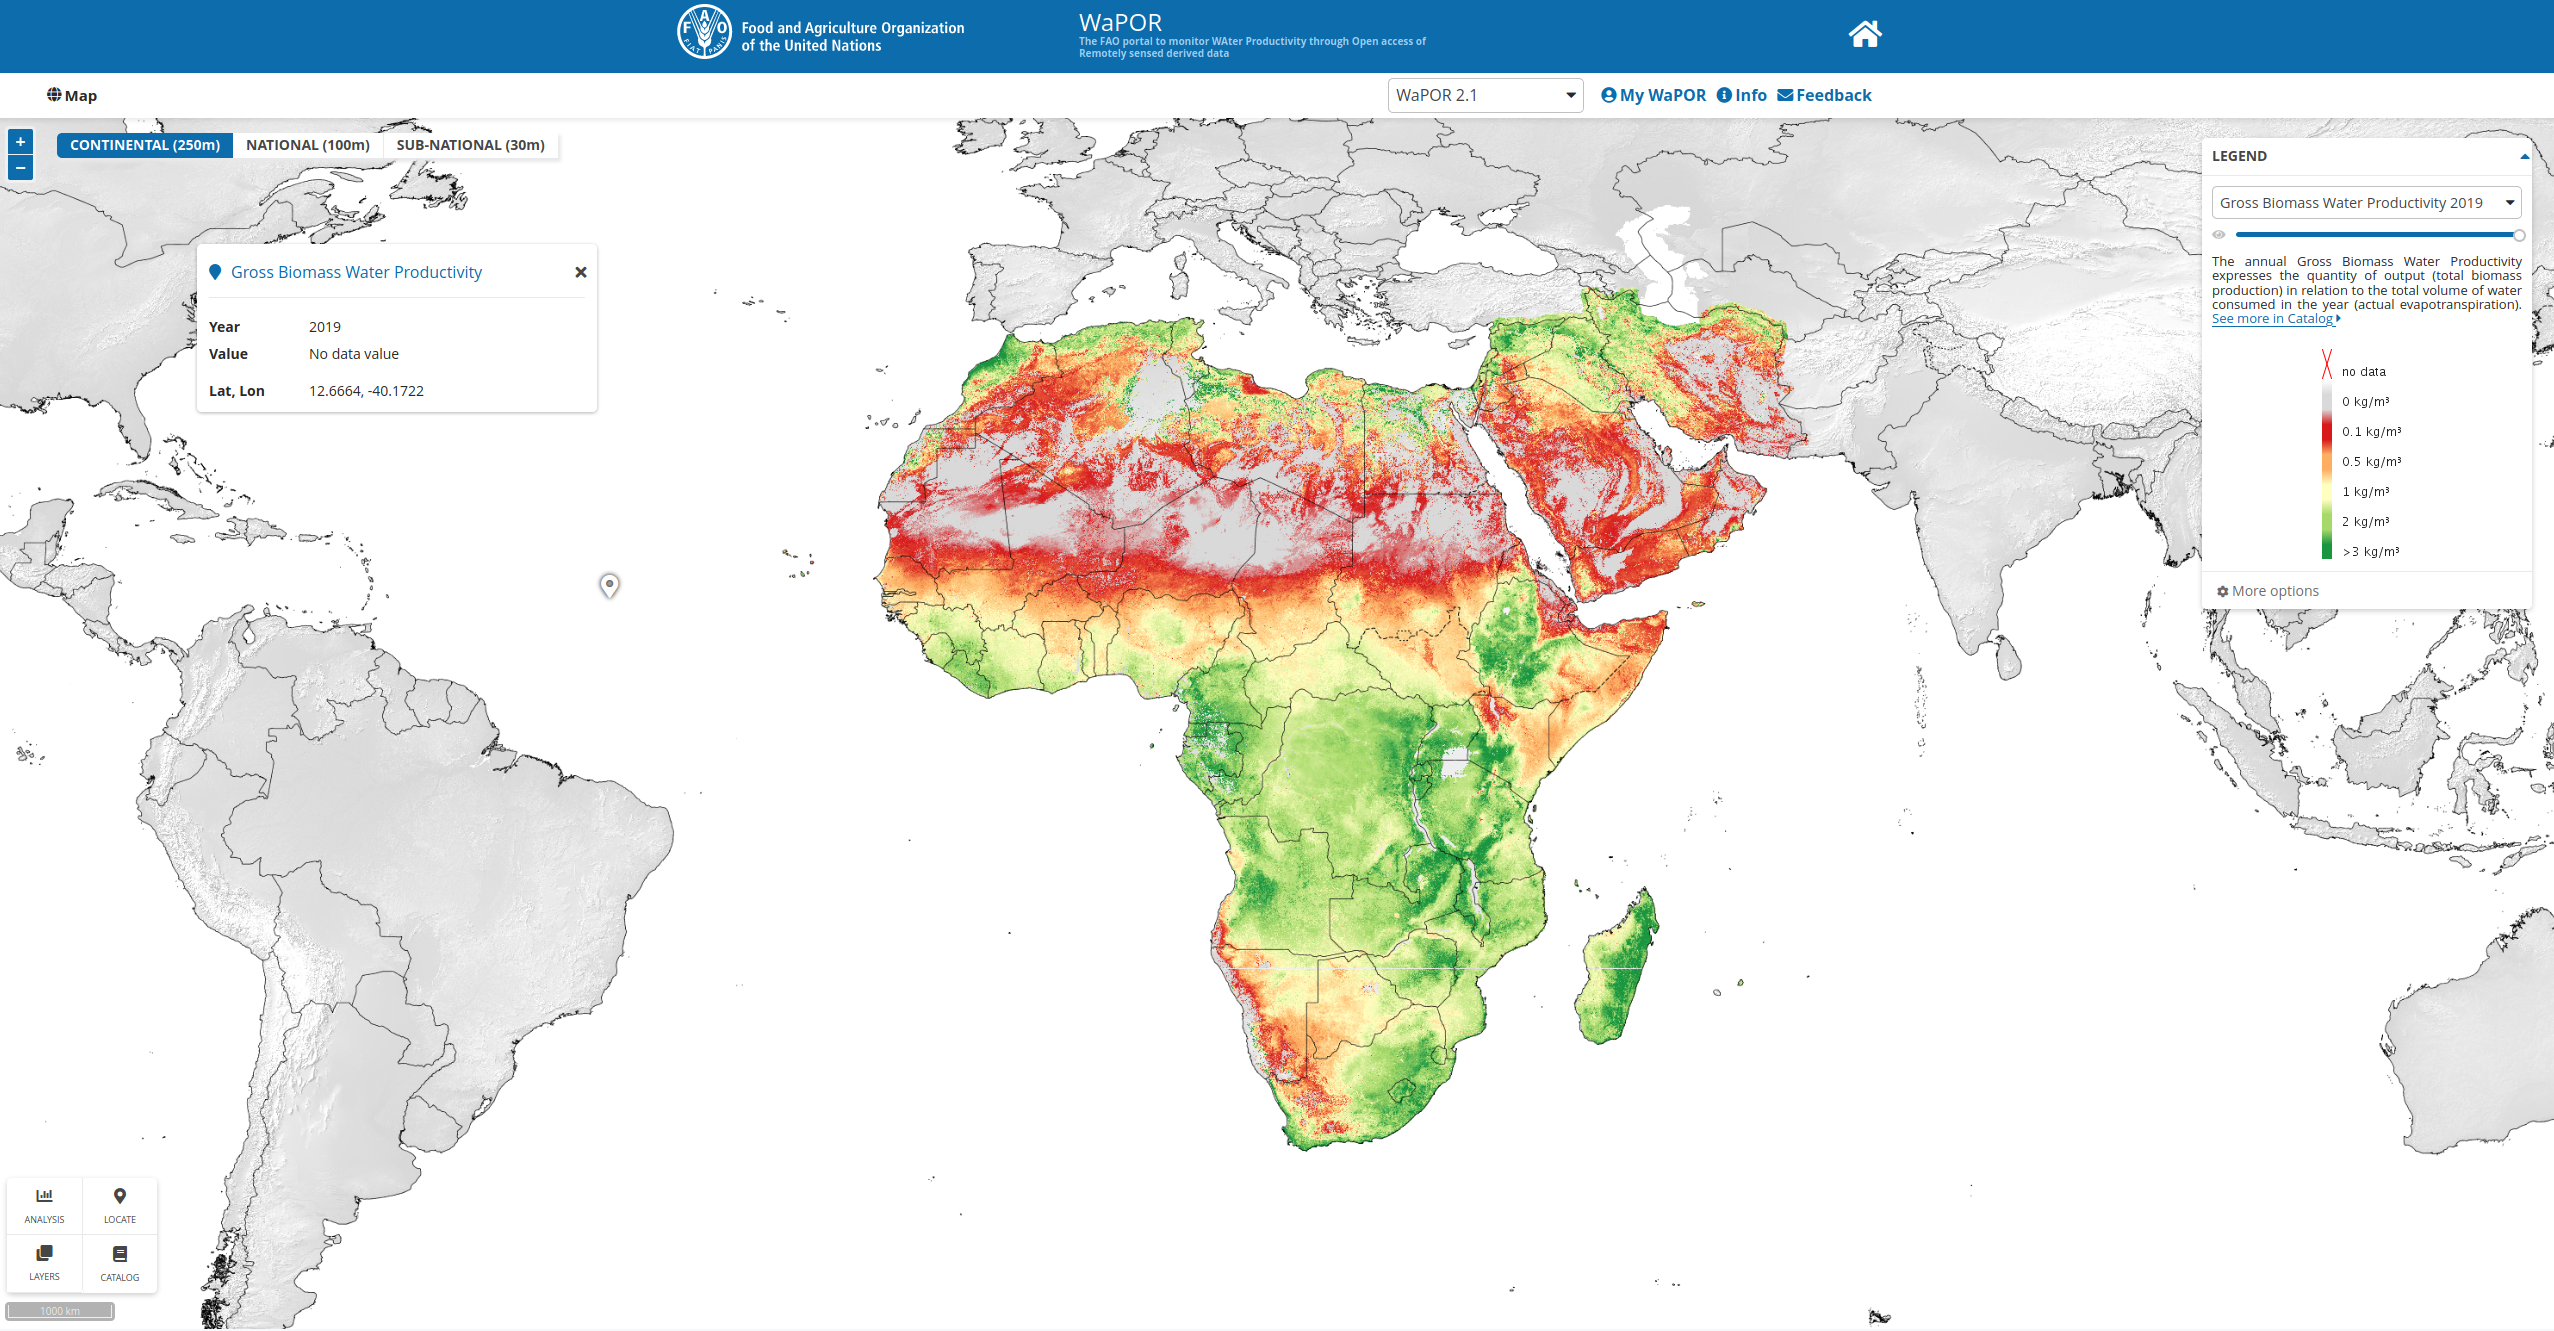 FAO
FIAT PANIS
Food and Agriculture Organization
of the United Nations
WaPOR
The FAO portal to monitor WAter Productivity through Open access of
Remotely sensed derived data
Map
WaPOR 2.1
My WaPOR
Info
Feedback
+
−
CONTINENTAL (250m)
NATIONAL (100m)
SUB-NATIONAL (30m)
Gross Biomass Water Productivity
Year 2019
Value No data value
Lat, Lon 12.6664, -40.1722
LEGEND
Gross Biomass Water Productivity 2019
The annual Gross Biomass Water Productivity
expresses the quantity of output (total biomass
production) in relation to the total volume of water
consumed in the year (actual evapotranspiration).
See more in Catalog
no data
0 kg/m³
0.1 kg/m³
0.5 kg/m³
1 kg/m³
2 kg/m³
>3 kg/m³
More options
ANALYSIS
LOCATE
LAYERS
CATALOG
1000 km